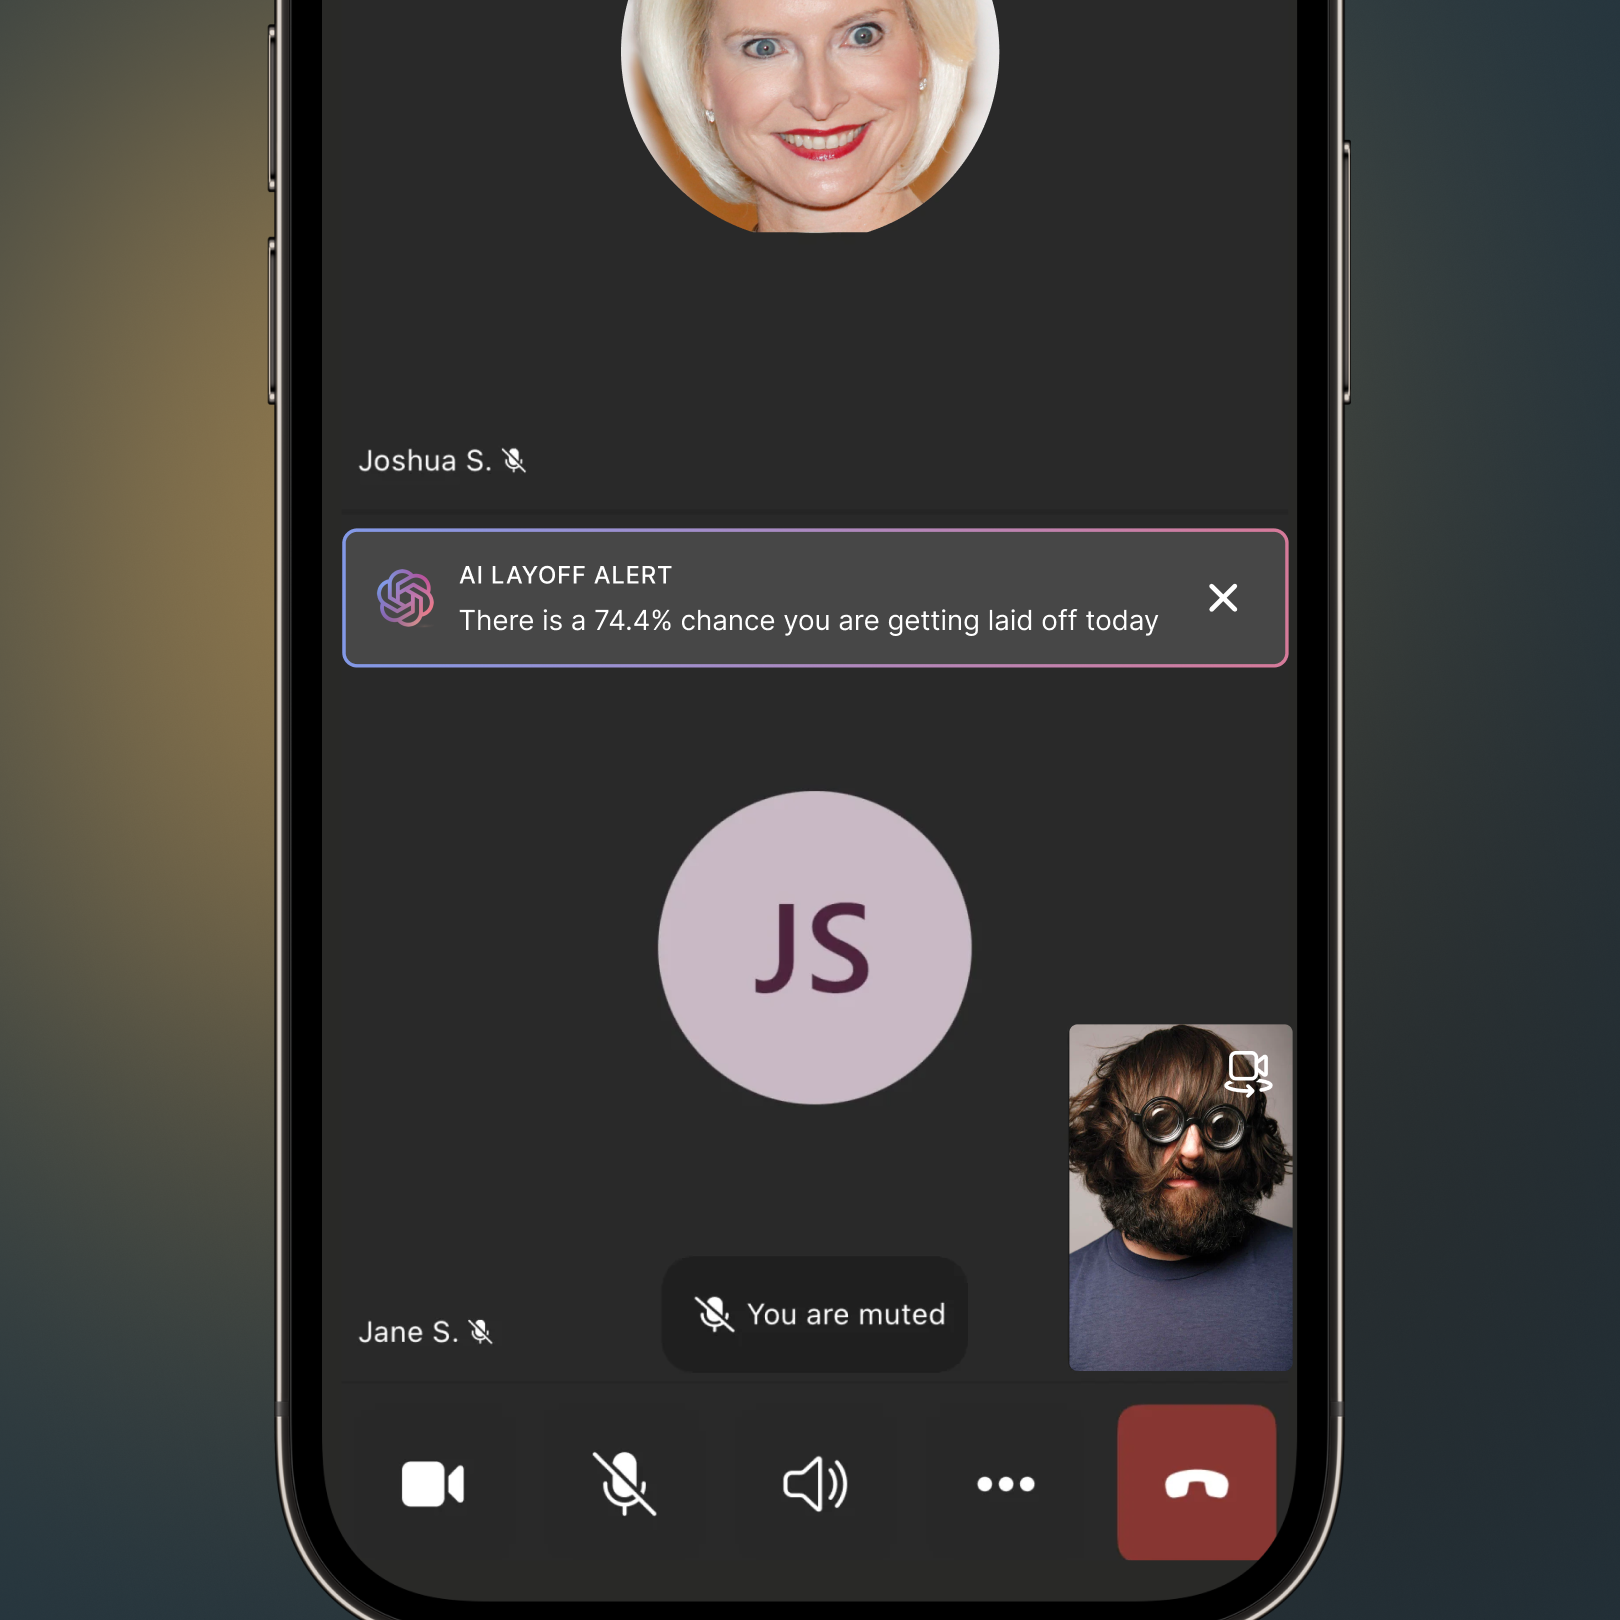 Joshua S.
AI LAYOFF ALERT
There is a 74.4% chance you are getting laid off today
JS
You are muted
Jane S.